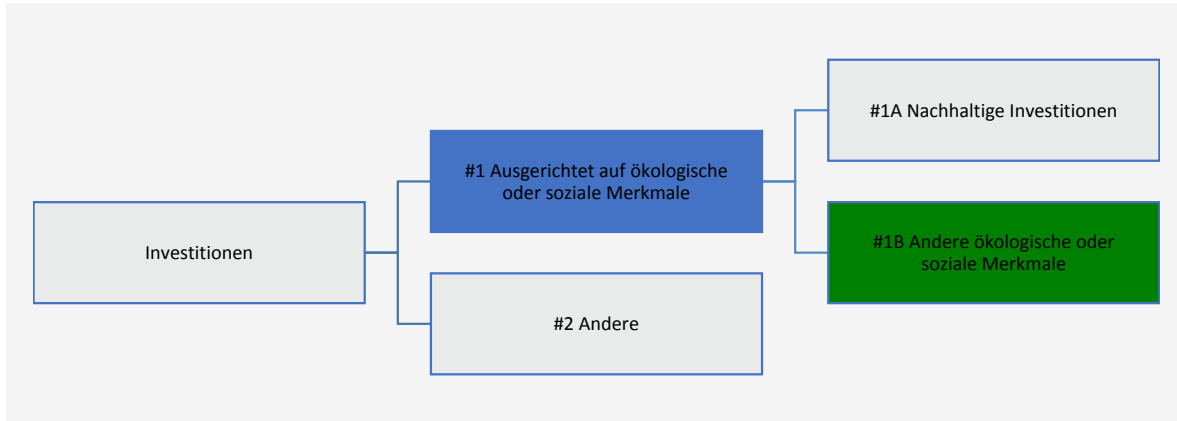 Investitionen
#1 Ausgerichtet auf ökologische
oder soziale Merkmale
#2 Andere
#1A Nachhaltige Investitionen
#1B Andere ökologische oder
soziale Merkmale